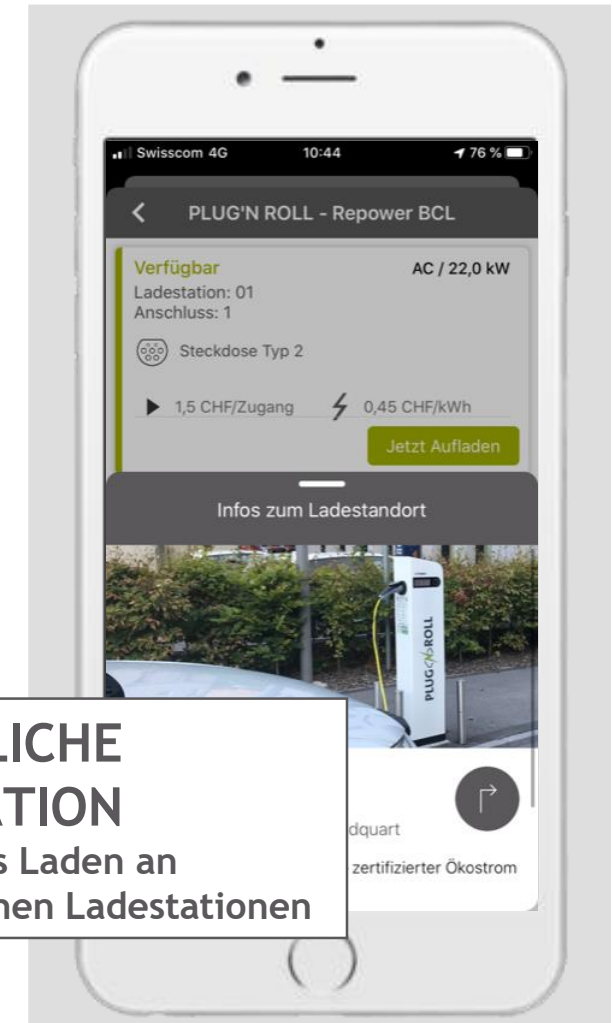 Swisscom 4G 10:44 76 %
PLUG'N ROLL - Repower BCL
Verfügbar AC / 22,0 kW
Ladestation: 01
Anschluss: 1
Steckdose Typ 2
1,5 CHF/Zugang 0,45 CHF/kWh
Jetzt Aufladen
Infos zum Ladestandort
PLUG'N ROLL
LICHE
ATION
s Laden an
nen Ladestationen
dquart
zertifizierter Ökostrom